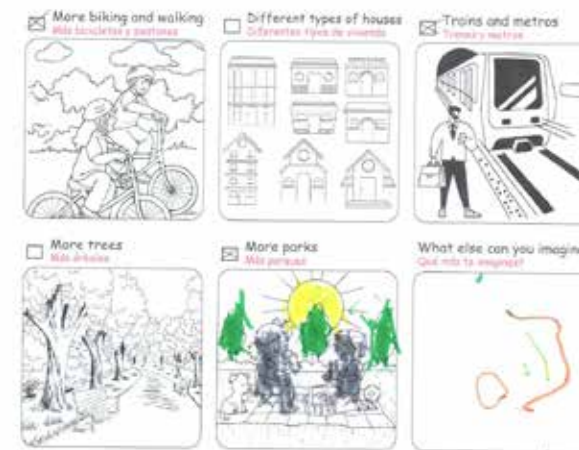 More biking and walking
Más bicicletas y peatones
Different types of houses
Diferentes tipos de vivienda
Trains and metros
Trenes y metros
More trees
Más árboles
More parks
Más parques
What else can you imagine
Qué más te imaginas?